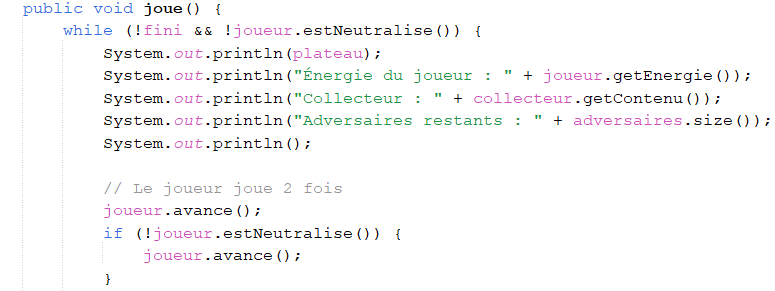 public void joue() {
    while (!fini && !joueur.estNeutralise()) {
        System.out.println(plateau);
        System.out.println("Énergie du joueur : " + joueur.getEnergie());
        System.out.println("Collecteur : " + collecteur.getContenu());
        System.out.println("Adversaires restants : " + adversaires.size());
        System.out.println();

        // Le joueur joue 2 fois
        joueur.avance();
        if (!joueur.estNeutralise()) {
            joueur.avance();
        }